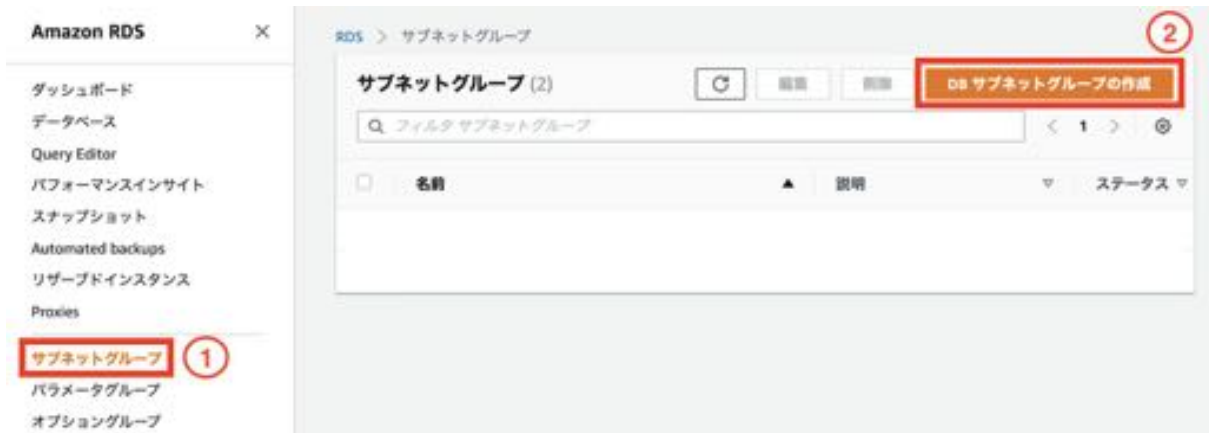 Amazon RDS
ダッシュボード
データベース
Query Editor
パフォーマンスインサイト
スナップショット
Automated backups
リザーブドインスタンス
Proxies
サブネットグループ
1
パラメータグループ
オプショングループ
RDS > サブネットグループ
2
サブネットグループ (2)
編集 削除 DB サブネットグループの作成
フィルタ サブネットグループ
< 1 >
名前 ▲ 説明 ▽ ステータス ▽